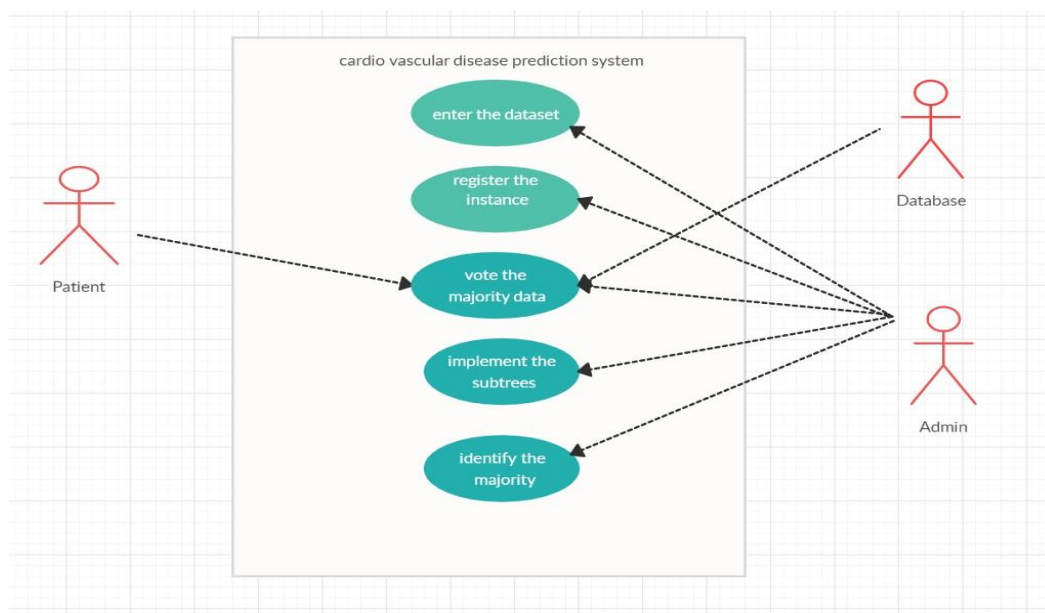 cardio vascular disease prediction system
enter the dataset
register the
instance
vote the
majority data
implement the
subtrees
identify the
majority
Patient
Database
Admin